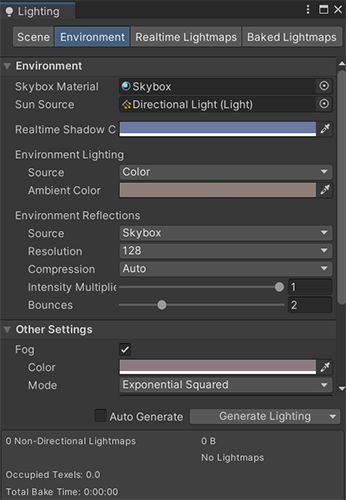 Lighting
Scene Environment Realtime Lightmaps Baked Lightmaps
Environment
Skybox Material Skybox
Sun Source Directional Light (Light)
Realtime Shadow C
Environment Lighting
Source Color
Ambient Color
Environment Reflections
Source Skybox
Resolution 128
Compression Auto
Intensity Multiplie 1
Bounces 2
Other Settings
Fog
Color
Mode Exponential Squared
Auto Generate Generate Lighting
0 Non-Directional Lightmaps 0 B
No Lightmaps
Occupied Texels: 0.0
Total Bake Time: 0:00:00